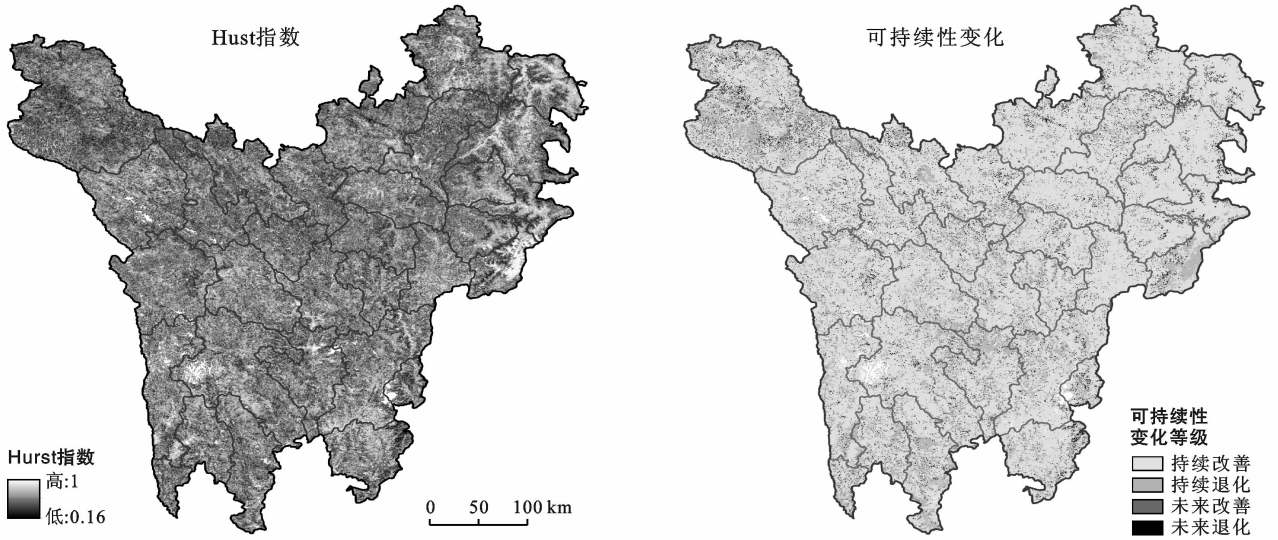 Hust指数
Hurst指数
高:1
低:0.16
0 50 100 km
可持续性变化
可持续性
变化等级
持续改善
持续退化
未来改善
未来退化